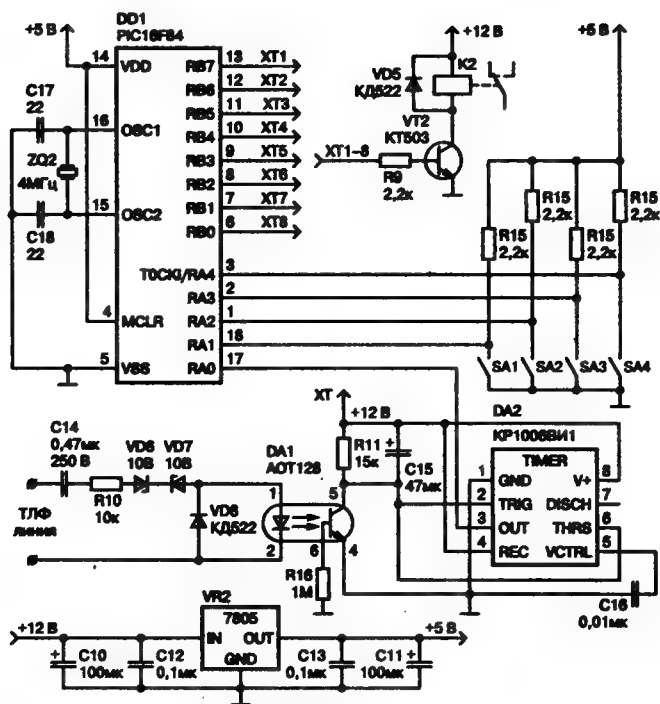 DD1
PIC16F84
+5 В
14
VDD
C17
22
16
OSC1
ZQ2
4МГц
15
OSC2
C18
22
4
MCLR
5
VSS
RB7
13
XT1
RB6
12
XT2
RB5
11
XT3
RB4
10
XT4
RB3
9
XT5
RB2
8
XT6
RB1
7
XT7
RB0
6
XT8
T0CKI/RA4
3
RA3
2
RA2
1
RA1
18
RA0
17
+12 В
VD5
КД522
K2
VT2
КТ503
XT1-8
R9
2,2к
+5 В
R15
2,2к
R15
2,2к
R15
2,2к
R15
2,2к
SA1
SA2
SA3
SA4
C14
0,47мк
250 В
R10
10к
VD6
10В
VD7
10В
VD8
КД522
ТЛФ
линия
DA1
АОТ128
1
2
5
6
4
XT
+12 В
R11
15к
C15
47мк
R16
1М
DA2
КР1006ВИ1
TIMER
1
GND
V+
8
2
TRIG
DISCH
7
3
OUT
THRS
6
4
REC
VCTRL
5
C16
0,01мк
VR2
7805
IN
OUT
GND
+12 В
+5 В
C10
100мк
C12
0,1мк
C13
0,1мк
C11
100мк